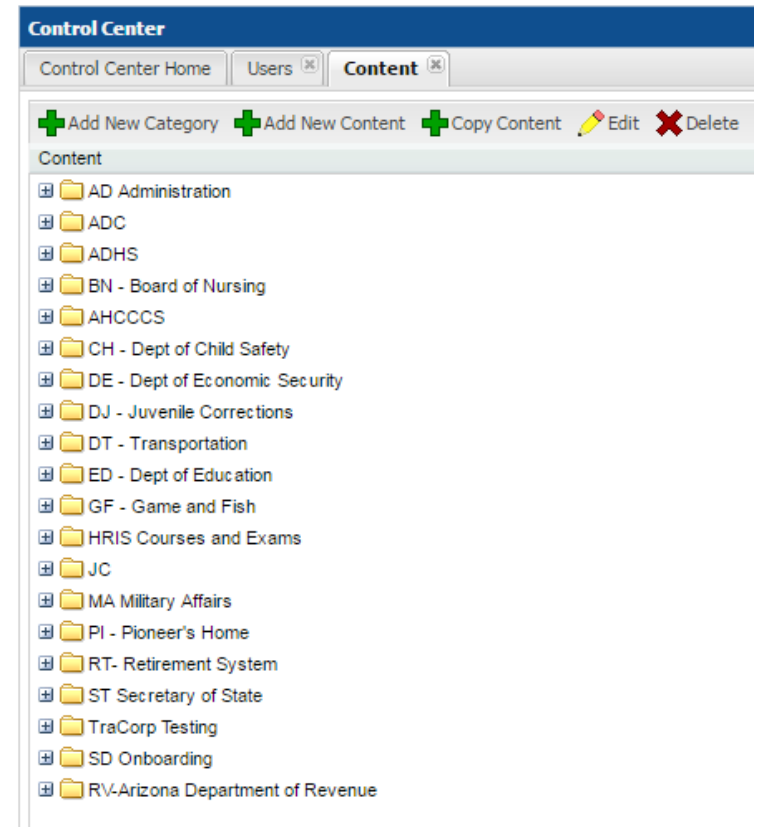 Control Center
Control Center Home Users Content
Add New Category Add New Content Copy Content Edit Delete
Content
AD Administration
ADC
ADHS
BN - Board of Nursing
AHCCCS
CH - Dept of Child Safety
DE - Dept of Economic Security
DJ - Juvenile Corrections
DT - Transportation
ED - Dept of Education
GF - Game and Fish
HRIS Courses and Exams
JC
MA Military Affairs
PI - Pioneer's Home
RT- Retirement System
ST Secretary of State
TraCorp Testing
SD Onboarding
RV-Arizona Department of Revenue